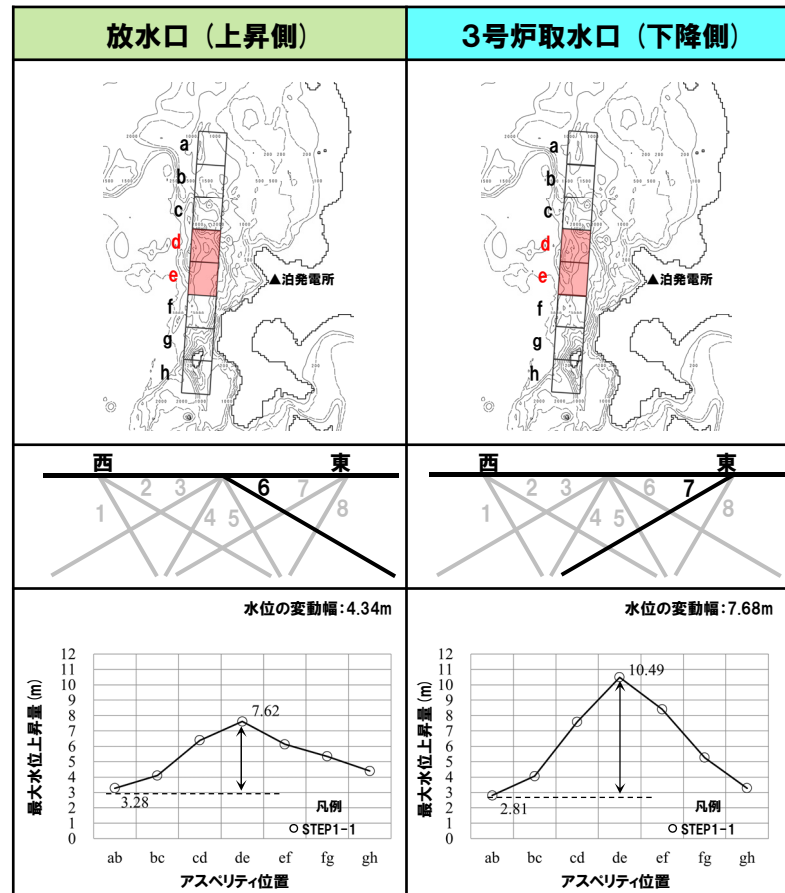 放水口（上昇側）
3号炉取水口（下降側）
a
b
c
d
e
f
g
h
▲泊発電所
a
b
c
d
e
f
g
h
▲泊発電所
西 東
1 2 3 4 5 6 7 8
西 東
1 2 3 4 5 6 7 8
水位の変動幅:4.34m
最大水位上昇量(m)
12
11
10
9
8
7
6
5
4
3
2
1
0
7.62
3.28
凡例
○ STEP1-1
ab bc cd de ef fg gh
アスペリティ位置
水位の変動幅:7.68m
最大水位上昇量(m)
12
11
10
9
8
7
6
5
4
3
2
1
0
10.49
2.81
凡例
○ STEP1-1
ab bc cd de ef fg gh
アスペリティ位置